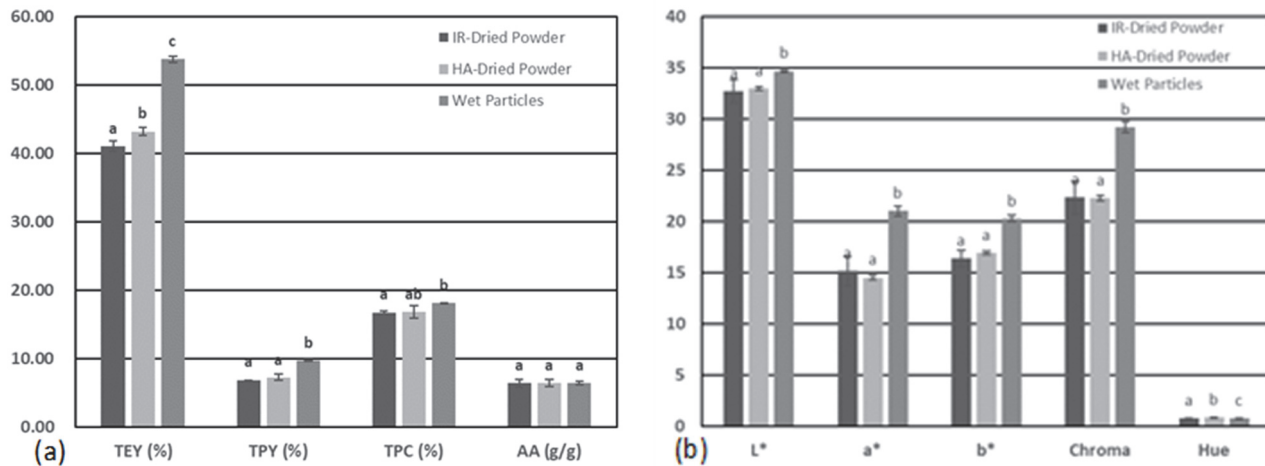 60.00
50.00
40.00
30.00
20.00
10.00
0.00
IR-Dried Powder
HA-Dried Powder
Wet Particles
a b c
a a b
a ab b
a a a
TEY (%) TPY (%) TPC (%) AA (g/g)
(a)
40
35
30
25
20
15
10
5
0
IR-Dried Powder
HA-Dried Powder
Wet Particles
a a b
a a b
a a b
a a b
a b c
L* a* b* Chroma Hue
(b)